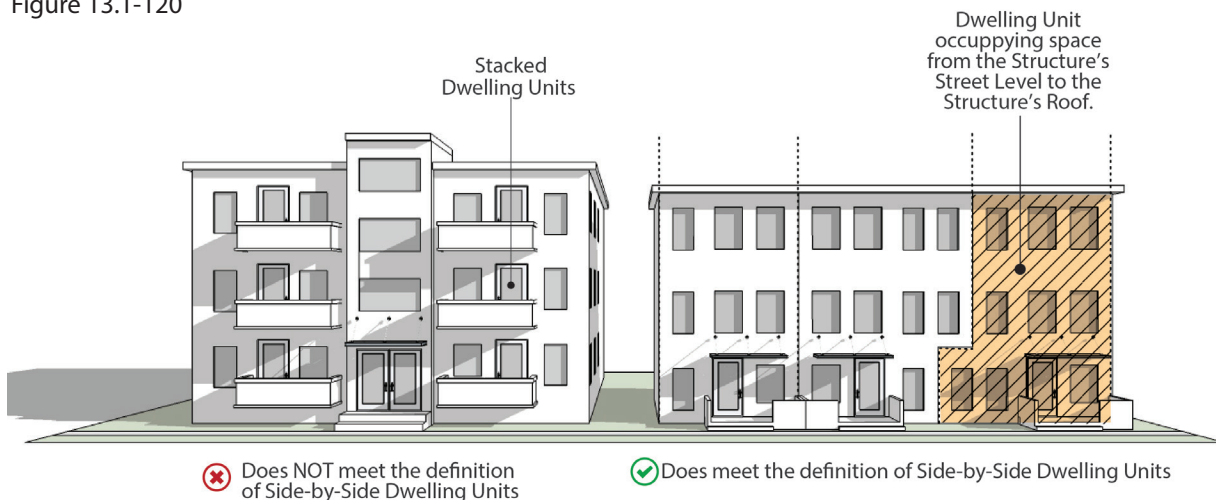 Figure 13.1-120
Stacked
Dwelling Units
Dwelling Unit
occuppying space
from the Structure's
Street Level to the
Structure's Roof.
Does NOT meet the definition
of Side-by-Side Dwelling Units
Does meet the definition of Side-by-Side Dwelling Units